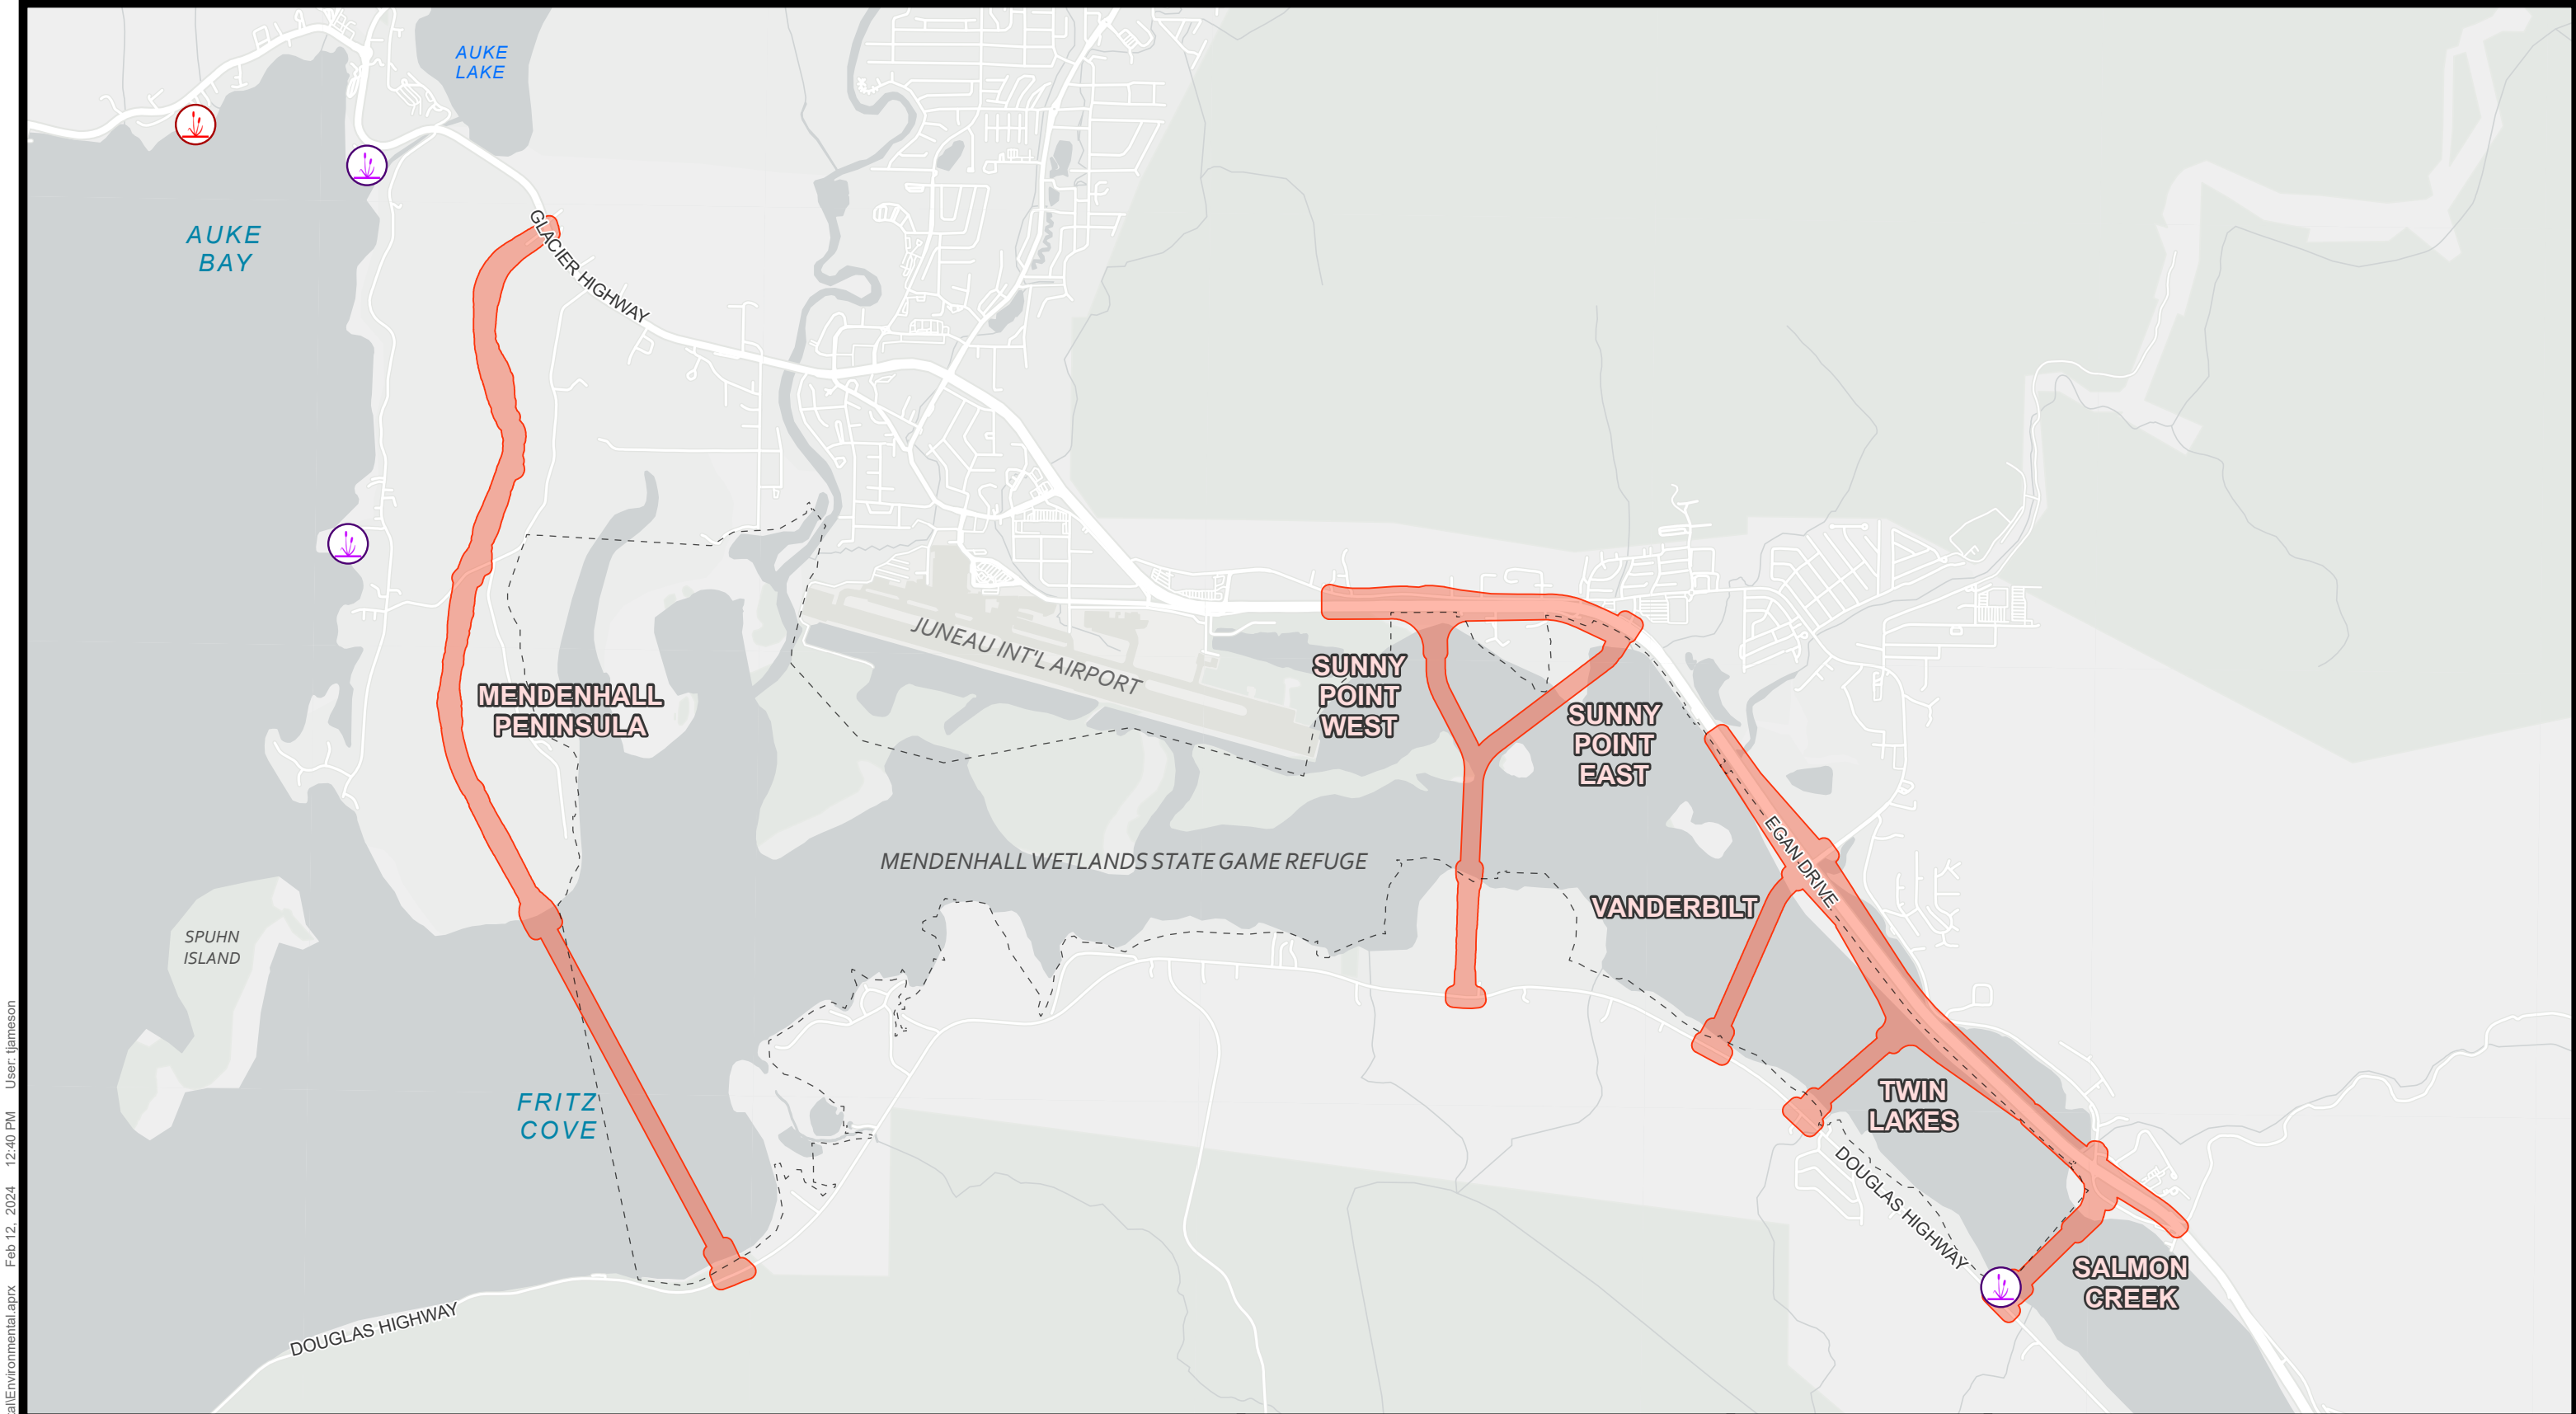 AUKE
LAKE
AUKE
BAY
GLACIER HIGHWAY
JUNEAU INT'L AIRPORT
SUNNY
POINT
WEST
MENDENHALL
PENINSULA
SUNNY
POINT
EAST
EGAN DRIVE
MENDENHALL WETLANDS STATE GAME REFUGE
VANDERBILT
SPUHN
ISLAND
FRITZ
COVE
TWIN
LAKES
DOUGLAS HIGHWAY
SALMON
CREEK
DOUGLAS HIGHWAY
al\Environmental.aprx Feb 12, 2024 12:40 PM User: tjameson